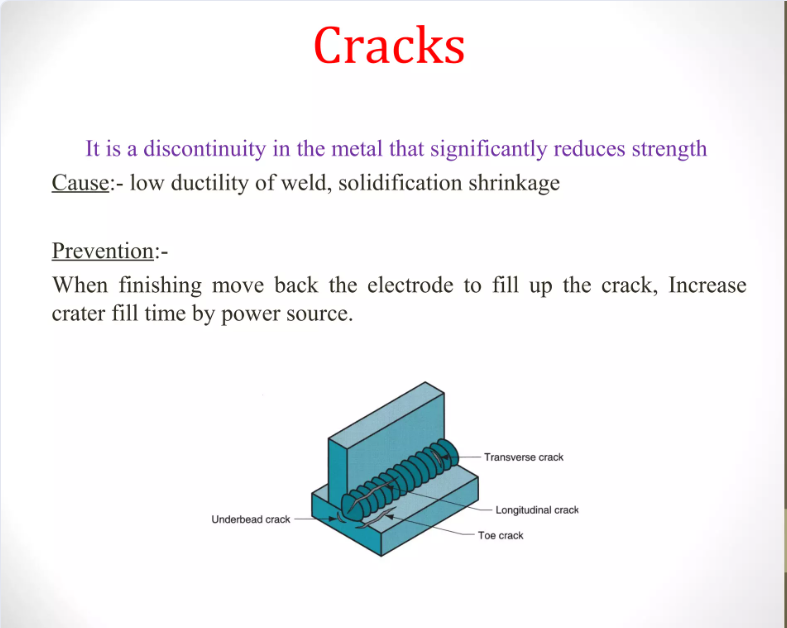 Cracks
It is a discontinuity in the metal that significantly reduces strength
Cause:- low ductility of weld, solidification shrinkage
Prevention:-
When finishing move back the electrode to fill up the crack, Increase
crater fill time by power source.
Transverse crack
Longitudinal crack
Underbead crack
Toe crack